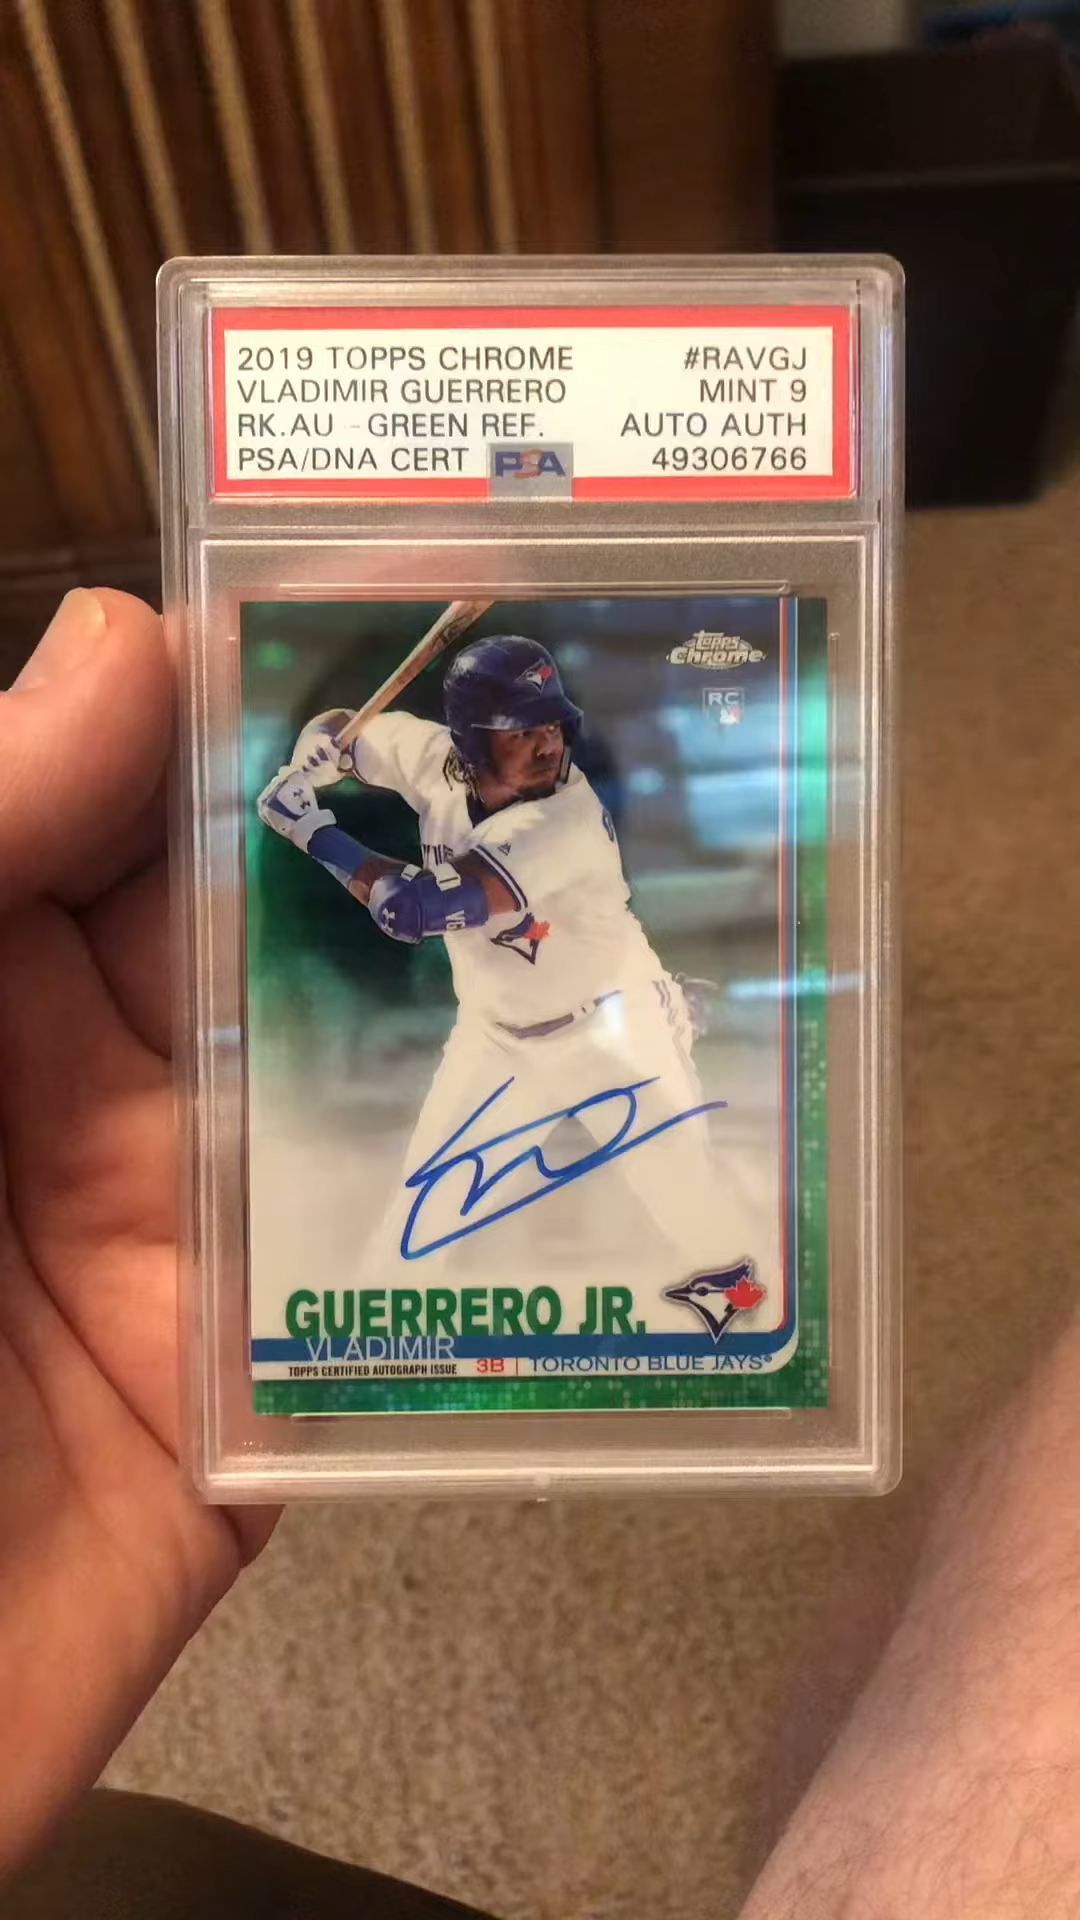 2019 TOPPS CHROME #RAVGJ
VLADIMIR GUERRERO MINT 9
RK.AU - GREEN REF. AUTO AUTH
PSA/DNA CERT PSA 49306766
Topps
Chrome
RC
VG
GUERRERO JR.
VLADIMIR
TOPPS CERTIFIED AUTOGRAPH ISSUE 3B | TORONTO BLUE JAYS®